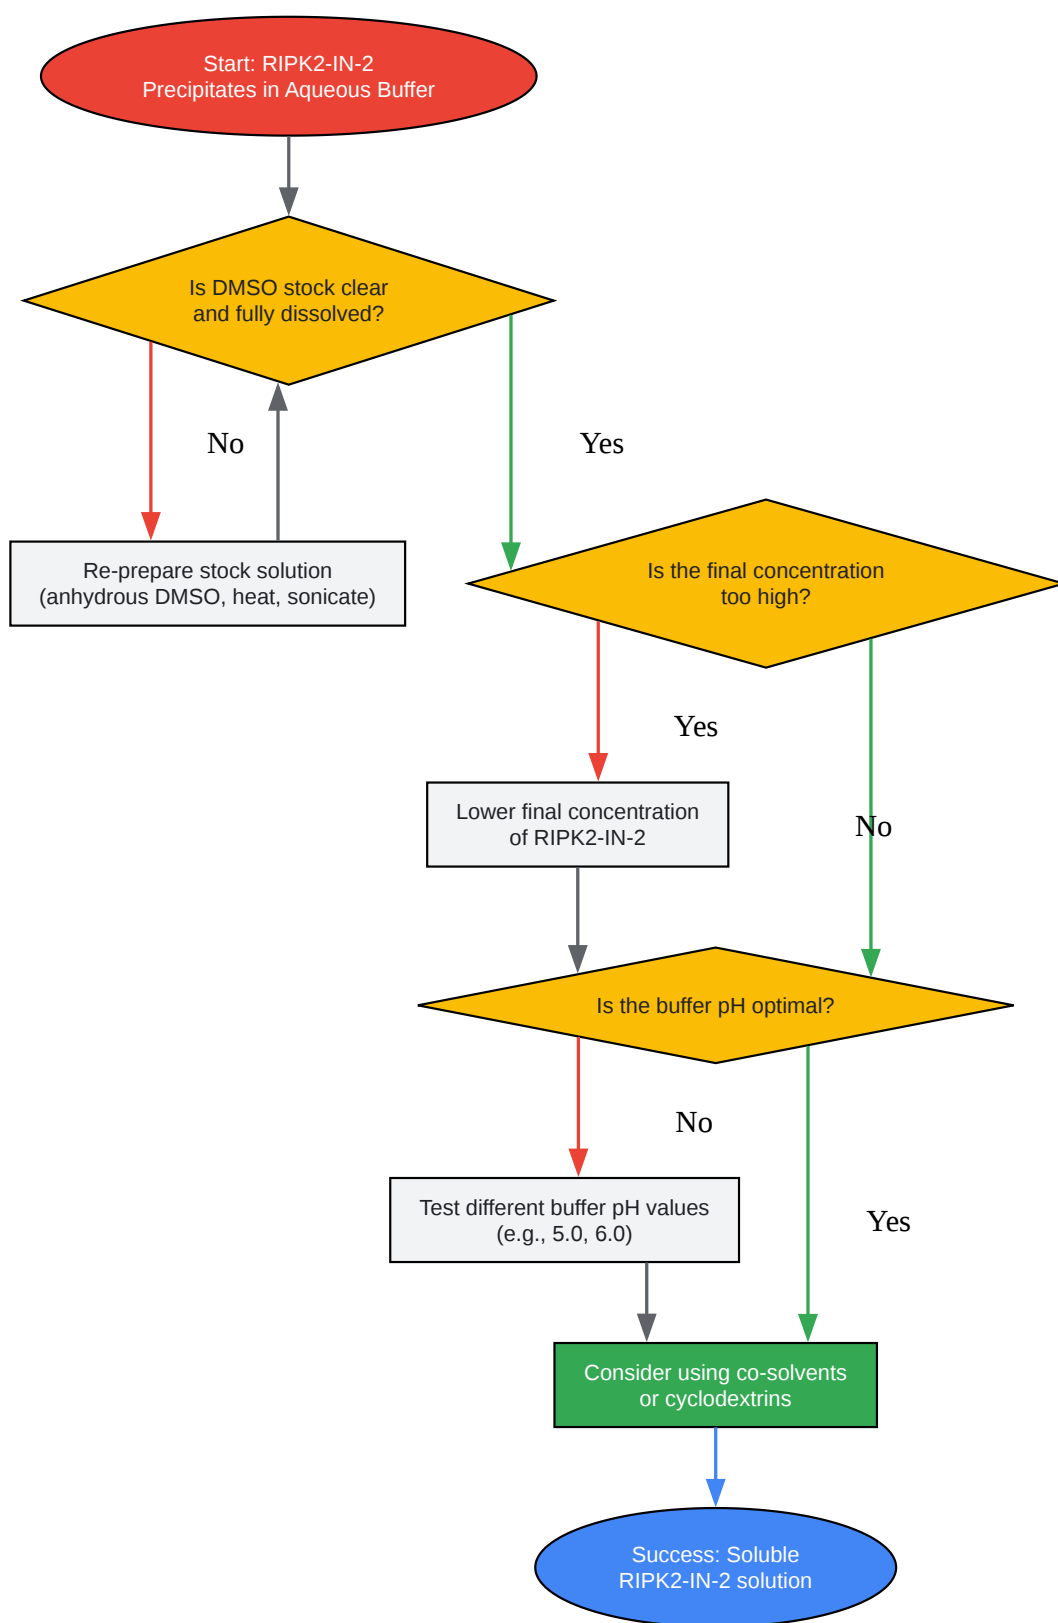 Start: RIPK2-IN-2
Precipitates in Aqueous Buffer
Is DMSO stock clear
and fully dissolved?
No
Yes
Re-prepare stock solution
(anhydrous DMSO, heat, sonicate)
Is the final concentration
too high?
Yes
Lower final concentration
of RIPK2-IN-2
No
Is the buffer pH optimal?
No
Test different buffer pH values
(e.g., 5.0, 6.0)
Yes
Consider using co-solvents
or cyclodextrins
Success: Soluble
RIPK2-IN-2 solution